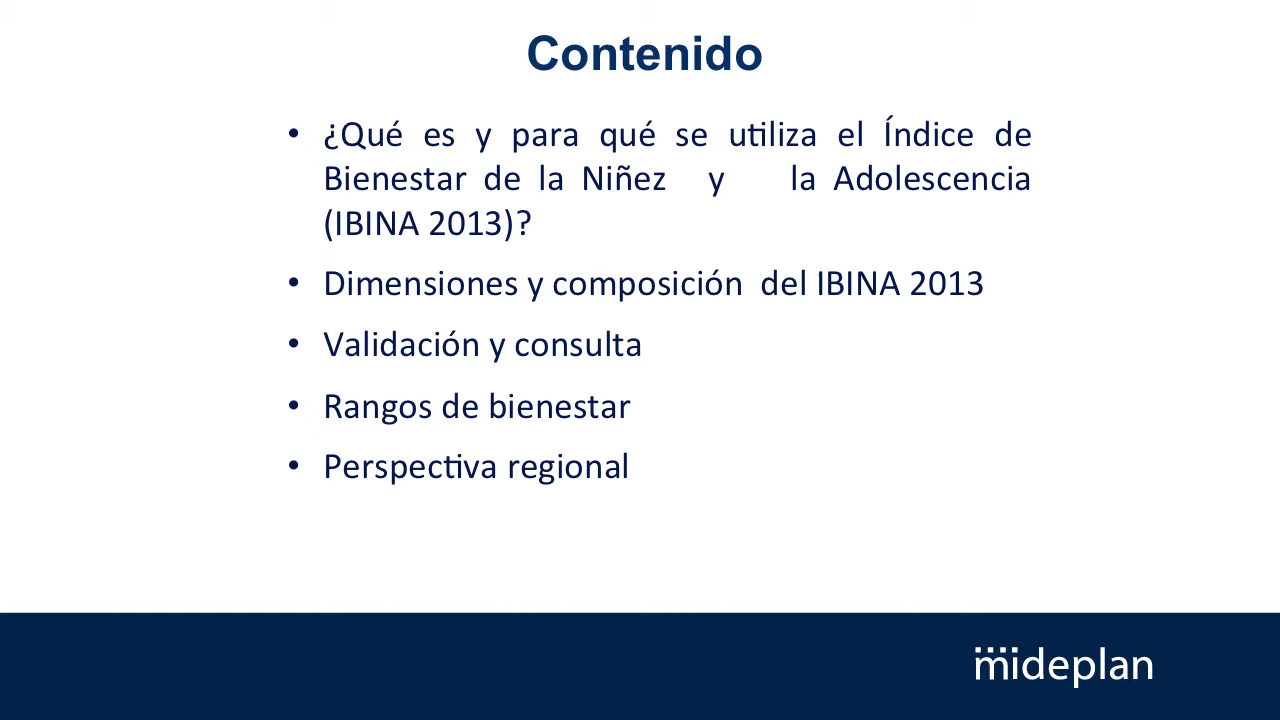 Contenido
• ¿Qué es y para qué se utiliza el Índice de
Bienestar de la Niñez y la Adolescencia
(IBINA 2013)?
• Dimensiones y composición del IBINA 2013
• Validación y consulta
• Rangos de bienestar
• Perspectiva regional
mideplan